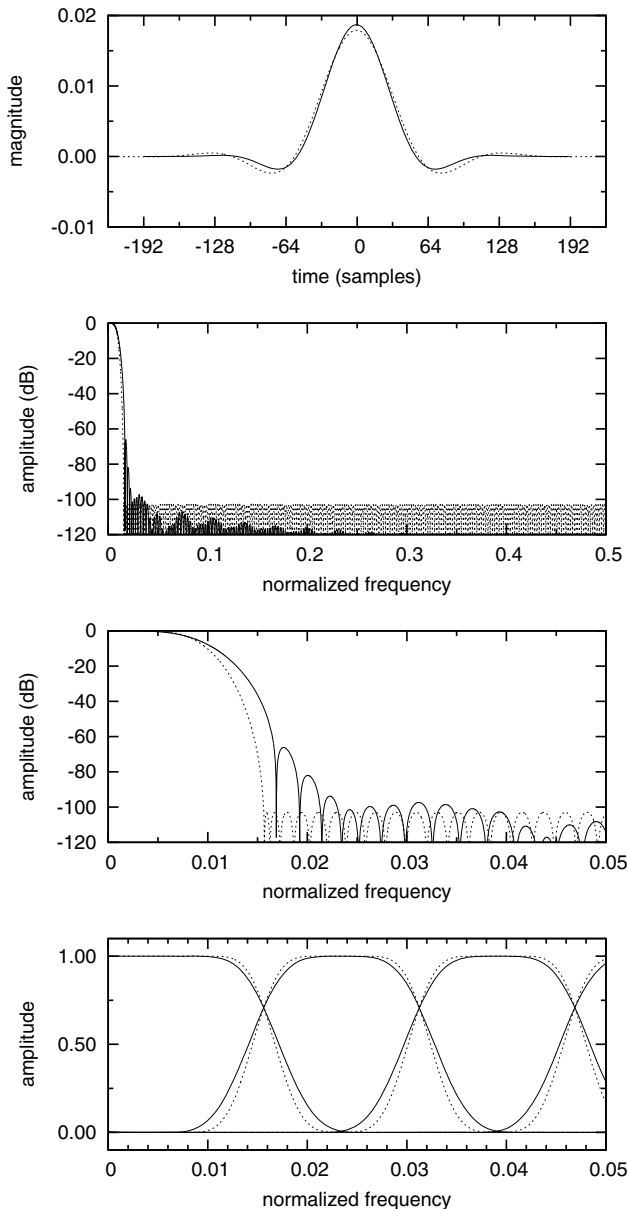 0.02
0.01
0.00
-0.01
magnitude
-192 -128 -64 0 64 128 192
time (samples)
0
-20
-40
-60
-80
-100
-120
amplitude (dB)
0 0.1 0.2 0.3 0.4 0.5
normalized frequency
0
-20
-40
-60
-80
-100
-120
amplitude (dB)
0 0.01 0.02 0.03 0.04 0.05
normalized frequency
1.00
0.50
0.00
amplitude
0 0.01 0.02 0.03 0.04 0.05
normalized frequency